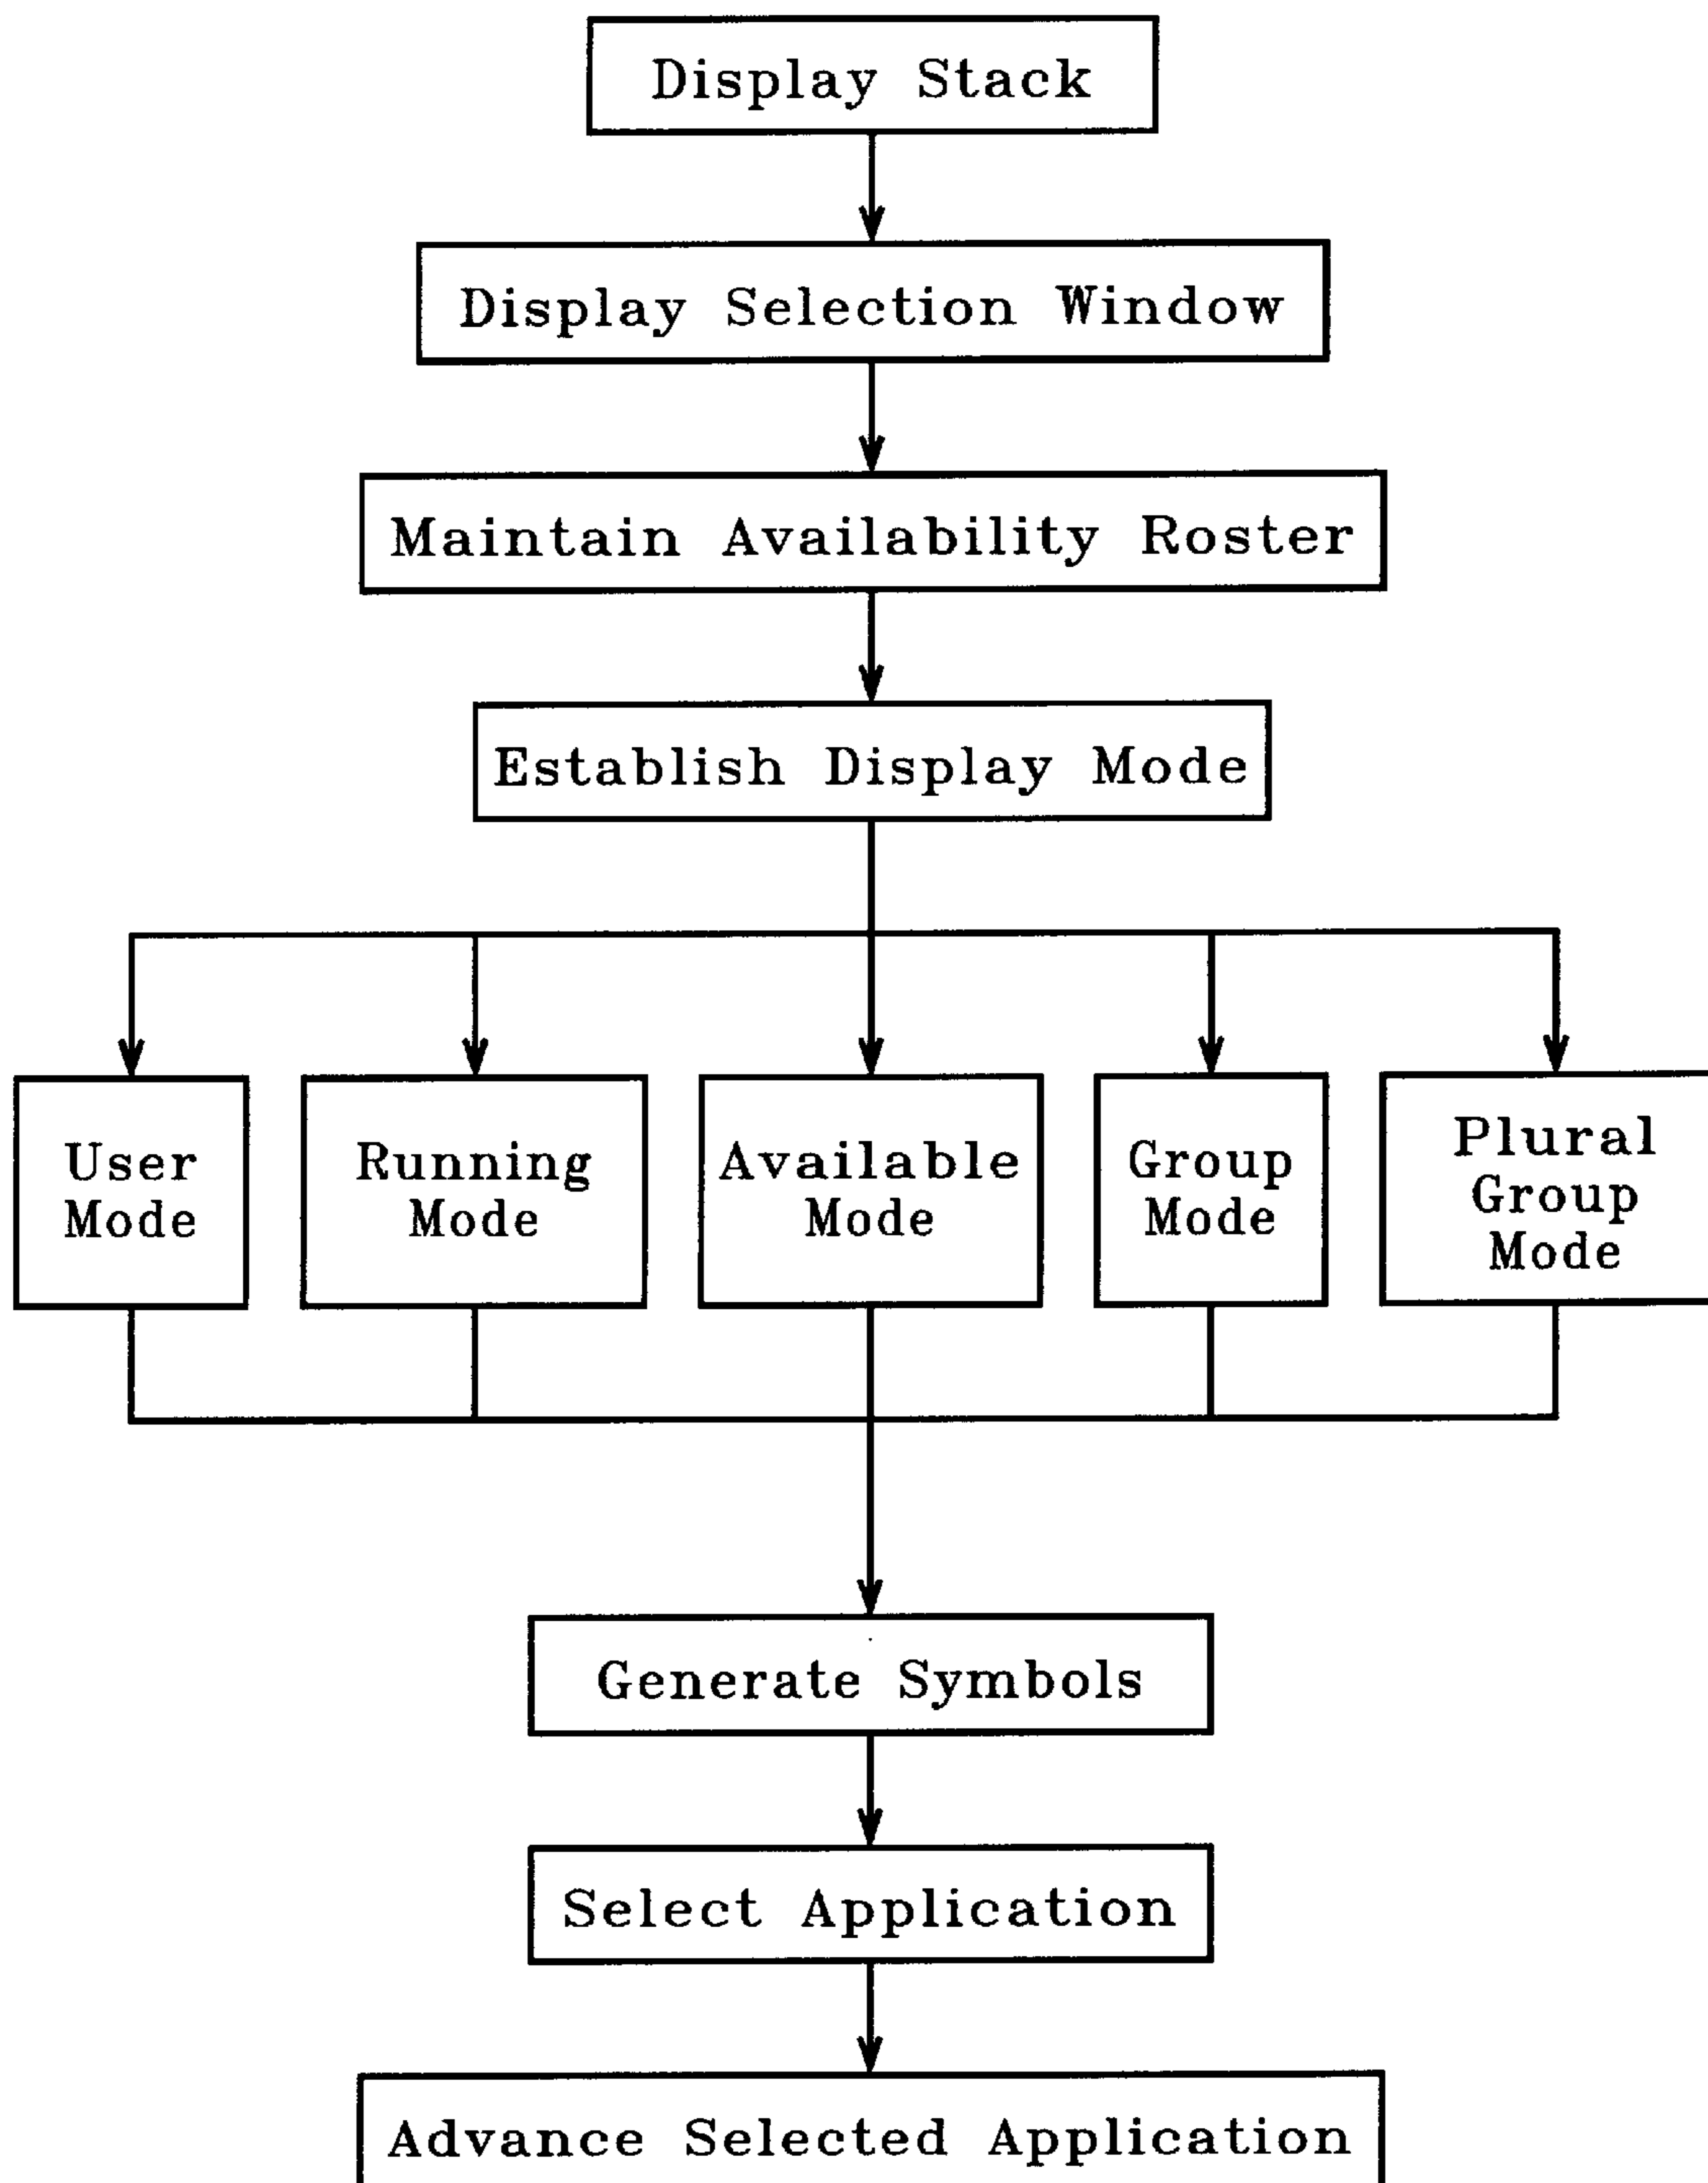 Display Stack
Display Selection Window
Maintain Availability Roster
Establish Display Mode
User
Mode
Running
Mode
Available
Mode
Group
Mode
Plural
Group
Mode
Generate Symbols
Select Application
Advance Selected Application